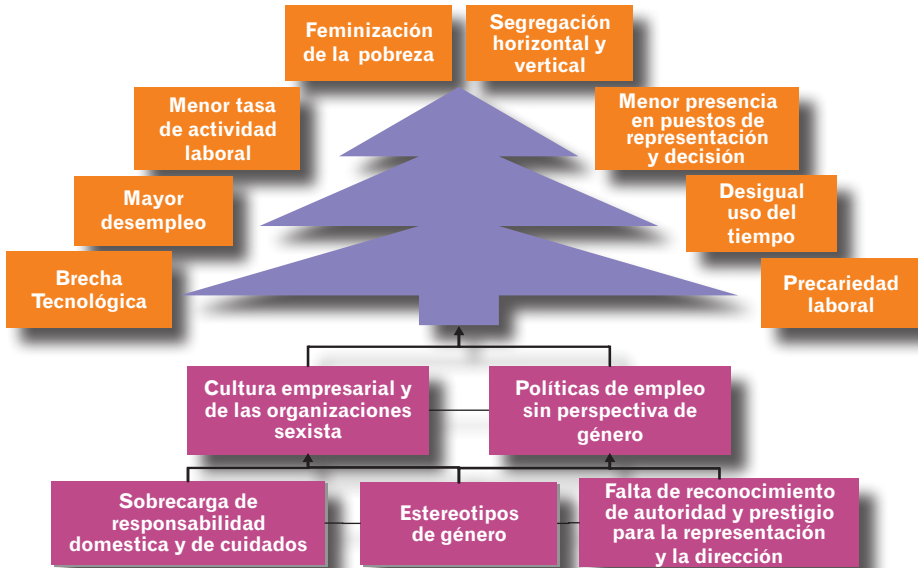 Feminización
de la pobreza
Segregación
horizontal y
vertical
Menor tasa
de actividad
laboral
Menor presencia
en puestos de
representación
y decisión
Mayor
desempleo
Desigual
uso del
tiempo
Brecha
Tecnológica
Precariedad
laboral
Cultura empresarial y
de las organizaciones
sexista
Políticas de empleo
sin perspectiva de
género
Sobrecarga de
responsabilidad
domestica y de cuidados
Estereotipos
de género
Falta de reconocimiento
de autoridad y prestigio
para la representación
y la dirección